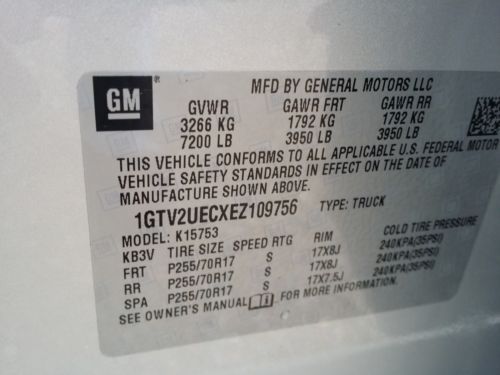 GM
MFD BY GENERAL MOTORS LLC
GVWR GAWR FRT GAWR RR
3266 KG 1792 KG 1792 KG
7200 LB 3950 LB 3950 LB
THIS VEHICLE CONFORMS TO ALL APPLICABLE U.S. FEDERAL MOTOR
VEHICLE SAFETY STANDARDS IN EFFECT ON THE DATE OF
MANUFACTURE SHOWN ABOVE.
1GTV2UECXEZ109756 TYPE: TRUCK
MODEL: K15753
KB3V TIRE SIZE SPEED RTG RIM COLD TIRE PRESSURE
FRT P255/70R17 S 17X8J 240KPA(35PSI)
RR P255/70R17 S 17X8J 240KPA(35PSI)
SPA P255/70R17 S 17X7.5J 240KPA(35PSI)
SEE OWNER'S MANUAL FOR MORE INFORMATION.